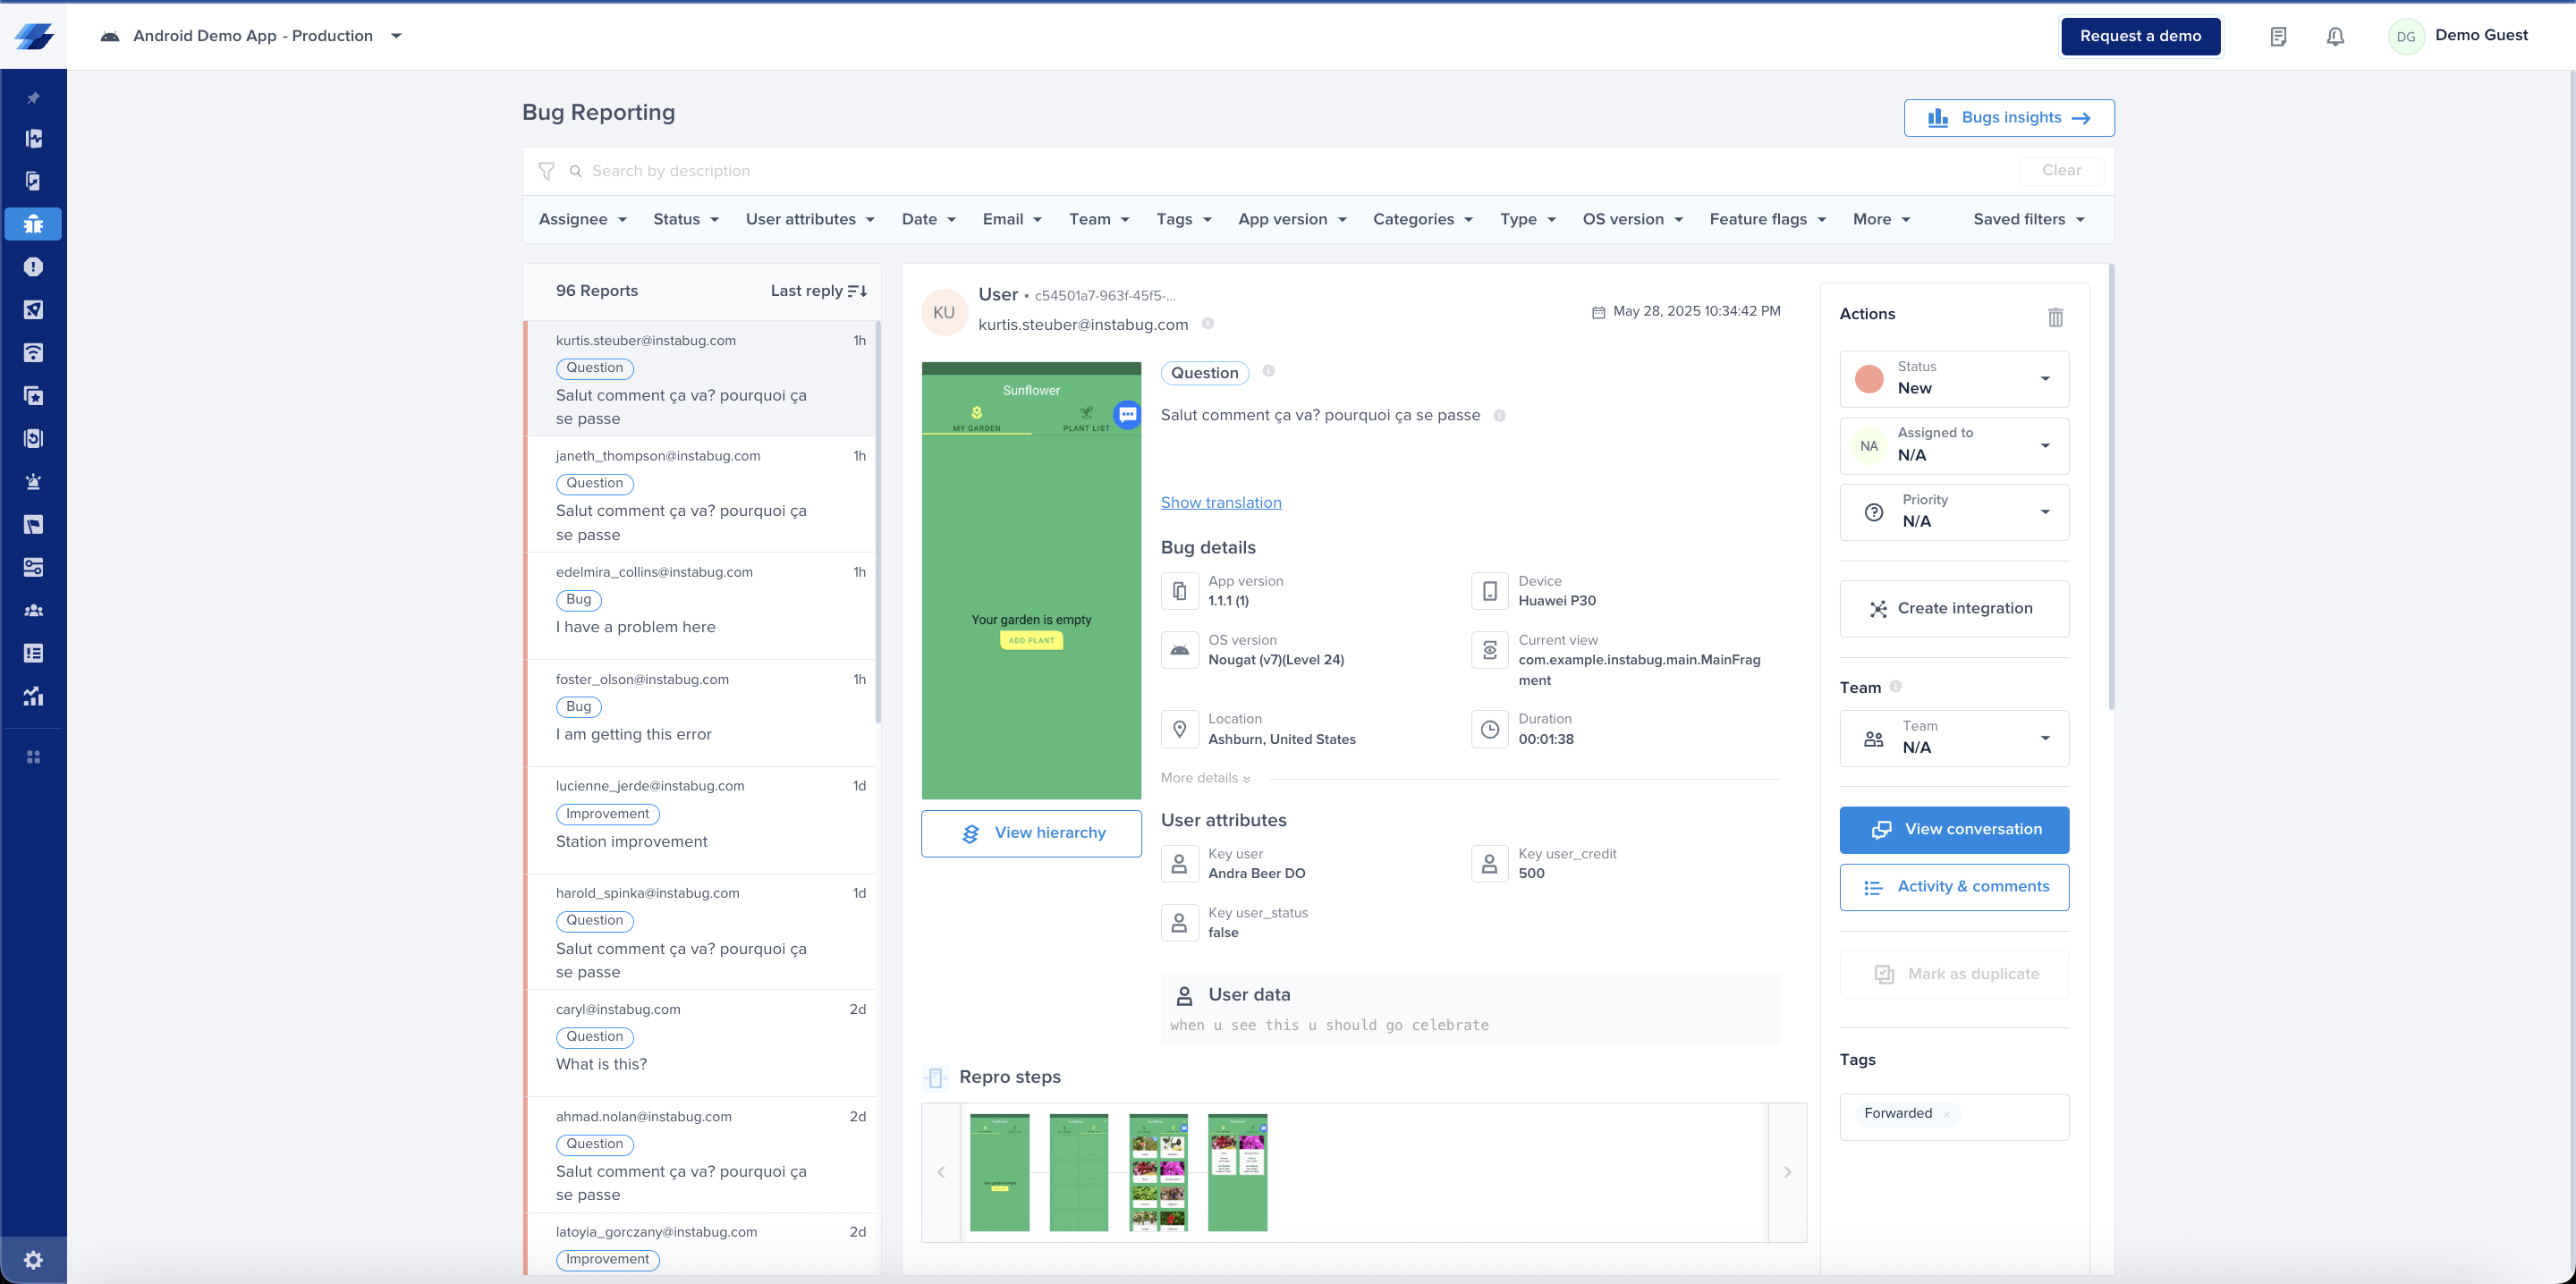 Android Demo App - Production
Request a demo
DG
Demo Guest
Bug Reporting
Bugs insights
Search by description
Clear
Assignee
Status
User attributes
Date
Email
Team
Tags
App version
Categories
Type
OS version
Feature flags
More
Saved filters
96 Reports
Last reply
kurtis.steuber@instabug.com
1h
Question
Salut comment ça va? pourquoi ça
se passe
janeth_thompson@instabug.com
1h
Question
Salut comment ça va? pourquoi ça
se passe
edelmira_collins@instabug.com
1h
Bug
I have a problem here
foster_olson@instabug.com
1h
Bug
I am getting this error
lucienne_jerde@instabug.com
1d
Improvement
Station improvement
harold_spinka@instabug.com
1d
Question
Salut comment ça va? pourquoi ça
se passe
caryl@instabug.com
2d
Question
What is this?
ahmad.nolan@instabug.com
2d
Question
Salut comment ça va? pourquoi ça
se passe
latoyia_gorczany@instabug.com
2d
Improvement
KU
User • c54501a7-963f-45f5-...
kurtis.steuber@instabug.com
May 28, 2025 10:34:42 PM
Sunflower
MY GARDEN
PLANT LIST
Your garden is empty
ADD PLANT
View hierarchy
Question
Salut comment ça va? pourquoi ça se passe
Show translation
Bug details
App version
1.1.1 (1)
Device
Huawei P30
OS version
Nougat (v7)(Level 24)
Current view
com.example.instabug.main.MainFrag
ment
Location
Ashburn, United States
Duration
00:01:38
More details
User attributes
Key user
Andra Beer DO
Key user_credit
500
Key user_status
false
User data
when u see this u should go celebrate
Repro steps
Actions
Status
New
NA
Assigned to
N/A
Priority
N/A
Create integration
Team
Team
N/A
View conversation
Activity & comments
Mark as duplicate
Tags
Forwarded ×